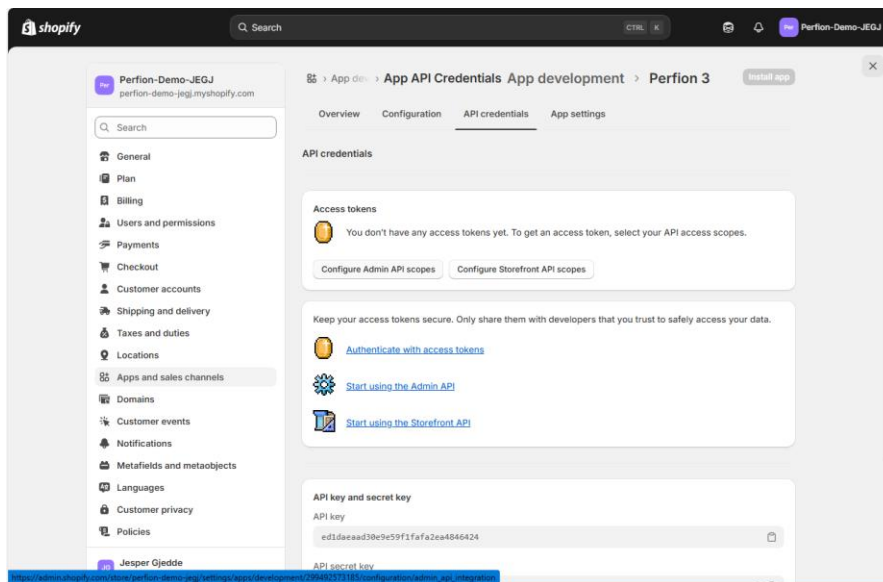 shopify
Search
CTRL K
Per
Perfion-Demo-JEGJ
Per
Perfion-Demo-JEGJ
perfion-demo-jegj.myshopify.com
Search
General
Plan
Billing
Users and permissions
Payments
Checkout
Customer accounts
Shipping and delivery
Taxes and duties
Locations
Apps and sales channels
Domains
Customer events
Notifications
Metafields and metaobjects
Languages
Customer privacy
Policies
JG
Jesper Gjedde
App de
App API Credentials App development › Perfion 3
Install app
Overview
Configuration
API credentials
App settings
API credentials
Access tokens
You don't have any access tokens yet. To get an access token, select your API access scopes.
Configure Admin API scopes
Configure Storefront API scopes
Keep your access tokens secure. Only share them with developers that you trust to safely access your data.
Authenticate with access tokens
Start using the Admin API
Start using the Storefront API
API key and secret key
API key
ed1daeaad30e9e59f1fafa2ea4846424
API secret key
https://admin.shopify.com/store/perfion-demo-jegj/settings/apps/development/299492573185/configuration/admin_api_integration